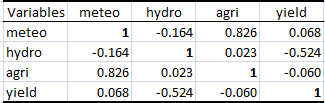 Variables meteo hydro agri yield
meteo 1 -0.164 0.826 0.068
hydro -0.164 1 0.023 -0.524
agri 0.826 0.023 1 -0.060
yield 0.068 -0.524 -0.060 1